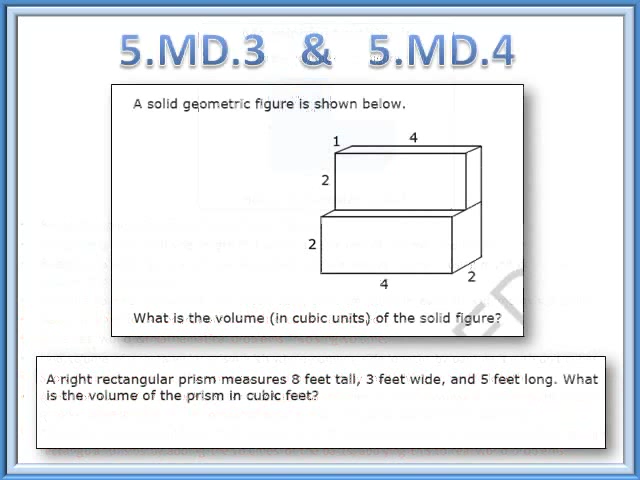 5.MD.3 & 5.MD.4
A solid geometric figure is shown below.
1 4
2
2
4 2
What is the volume (in cubic units) of the solid figure?
A right rectangular prism measures 8 feet tall, 3 feet wide, and 5 feet long. What
is the volume of the prism in cubic feet?